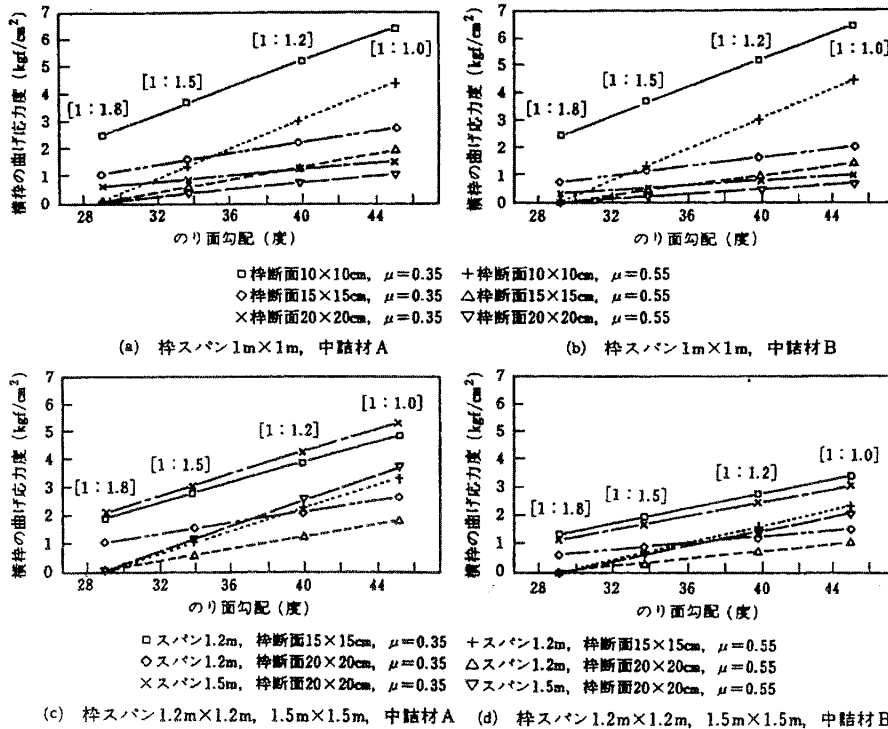 横枠の曲げ応力度 (kgf/cm²)
7
6
5
4
3
2
1
0
[1:1.8]
[1:1.5]
[1:1.2]
[1:1.0]
28 32 36 40 44
のり面勾配 (度)
横枠の曲げ応力度 (kgf/cm²)
7
6
5
4
3
2
1
0
[1:1.8]
[1:1.5]
[1:1.2]
[1:1.0]
28 32 36 40 44
のり面勾配 (度)
□枠断面10×10cm, μ=0.35 +枠断面10×10cm, μ=0.55
◇枠断面15×15cm, μ=0.35 △枠断面15×15cm, μ=0.55
×枠断面20×20cm, μ=0.35 ▽枠断面20×20cm, μ=0.55
(a) 枠スパン1m×1m, 中詰材A (b) 枠スパン1m×1m, 中詰材B
横枠の曲げ応力度 (kgf/cm²)
7
6
5
4
3
2
1
0
[1:1.8]
[1:1.5]
[1:1.2]
[1:1.0]
28 32 36 40 44
のり面勾配 (度)
横枠の曲げ応力度 (kgf/cm²)
7
6
5
4
3
2
1
0
[1:1.8]
[1:1.5]
[1:1.2]
[1:1.0]
28 32 36 40 44
のり面勾配 (度)
□スパン1.2m, 枠断面15×15cm, μ=0.35 +スパン1.2m, 枠断面15×15cm, μ=0.55
◇スパン1.2m, 枠断面20×20cm, μ=0.35 △スパン1.2m, 枠断面20×20cm, μ=0.55
×スパン1.5m, 枠断面20×20cm, μ=0.35 ▽スパン1.5m, 枠断面20×20cm, μ=0.55
(c) 枠スパン1.2m×1.2m, 1.5m×1.5m, 中詰材A (d) 枠スパン1.2m×1.2m, 1.5m×1.5m, 中詰材B